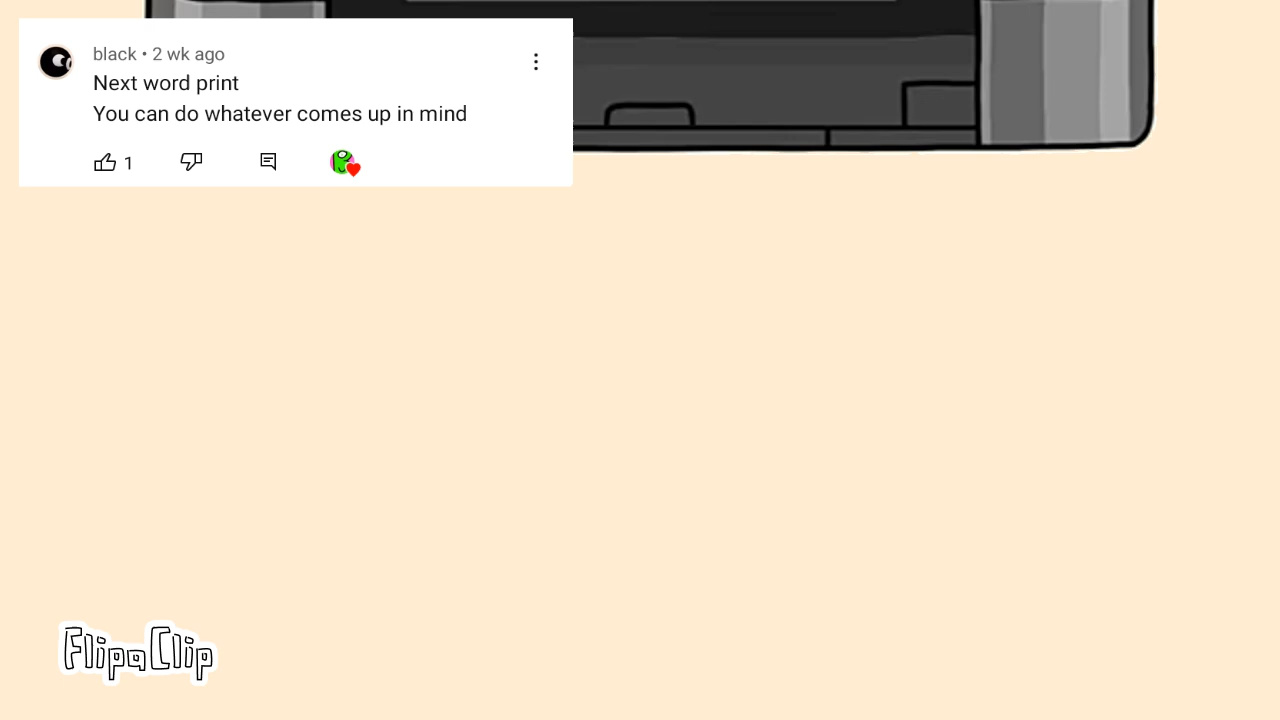 black • 2 wk ago
Next word print
You can do whatever comes up in mind
1
FlipaClip